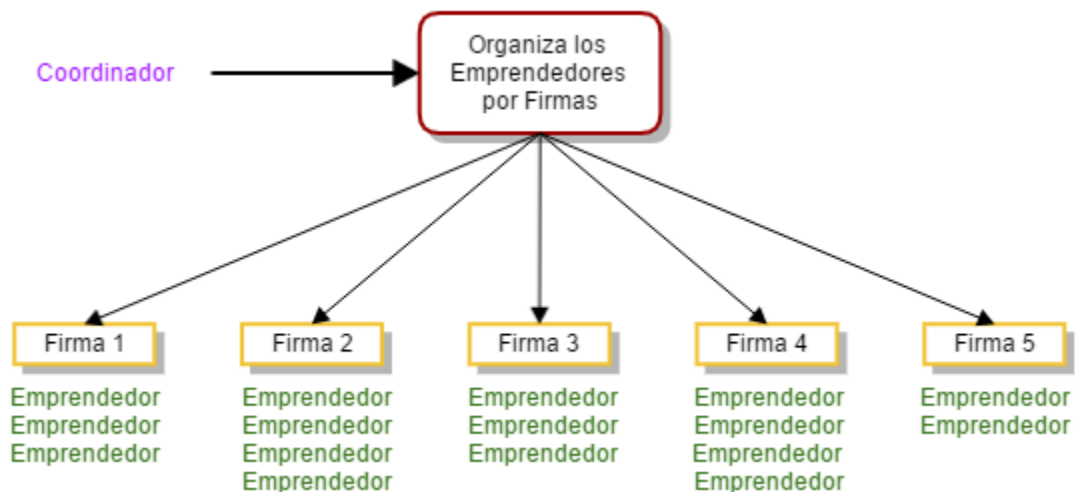 Coordinador
Organiza los
Emprendedores
por Firmas
Firma 1
Emprendedor
Emprendedor
Emprendedor
Firma 2
Emprendedor
Emprendedor
Emprendedor
Emprendedor
Firma 3
Emprendedor
Emprendedor
Emprendedor
Firma 4
Emprendedor
Emprendedor
Emprendedor
Emprendedor
Firma 5
Emprendedor
Emprendedor